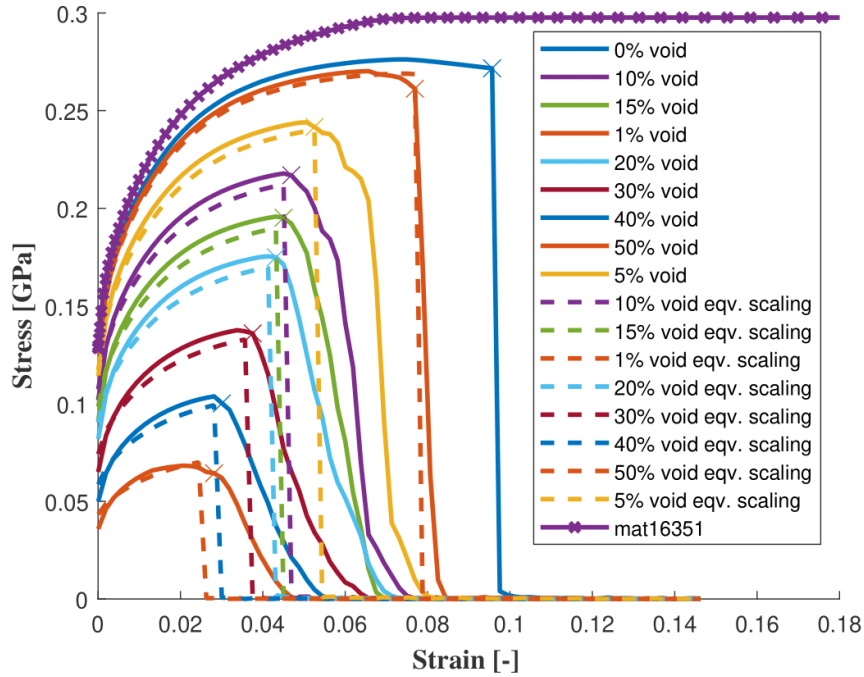 0.3
0.25
0.2
0.15
0.1
0.05
0
Stress [GPa]
0% void
10% void
15% void
1% void
20% void
30% void
40% void
50% void
5% void
10% void eqv. scaling
15% void eqv. scaling
1% void eqv. scaling
20% void eqv. scaling
30% void eqv. scaling
40% void eqv. scaling
50% void eqv. scaling
5% void eqv. scaling
mat16351
0 0.02 0.04 0.06 0.08 0.1 0.12 0.14 0.16 0.18
Strain [-]